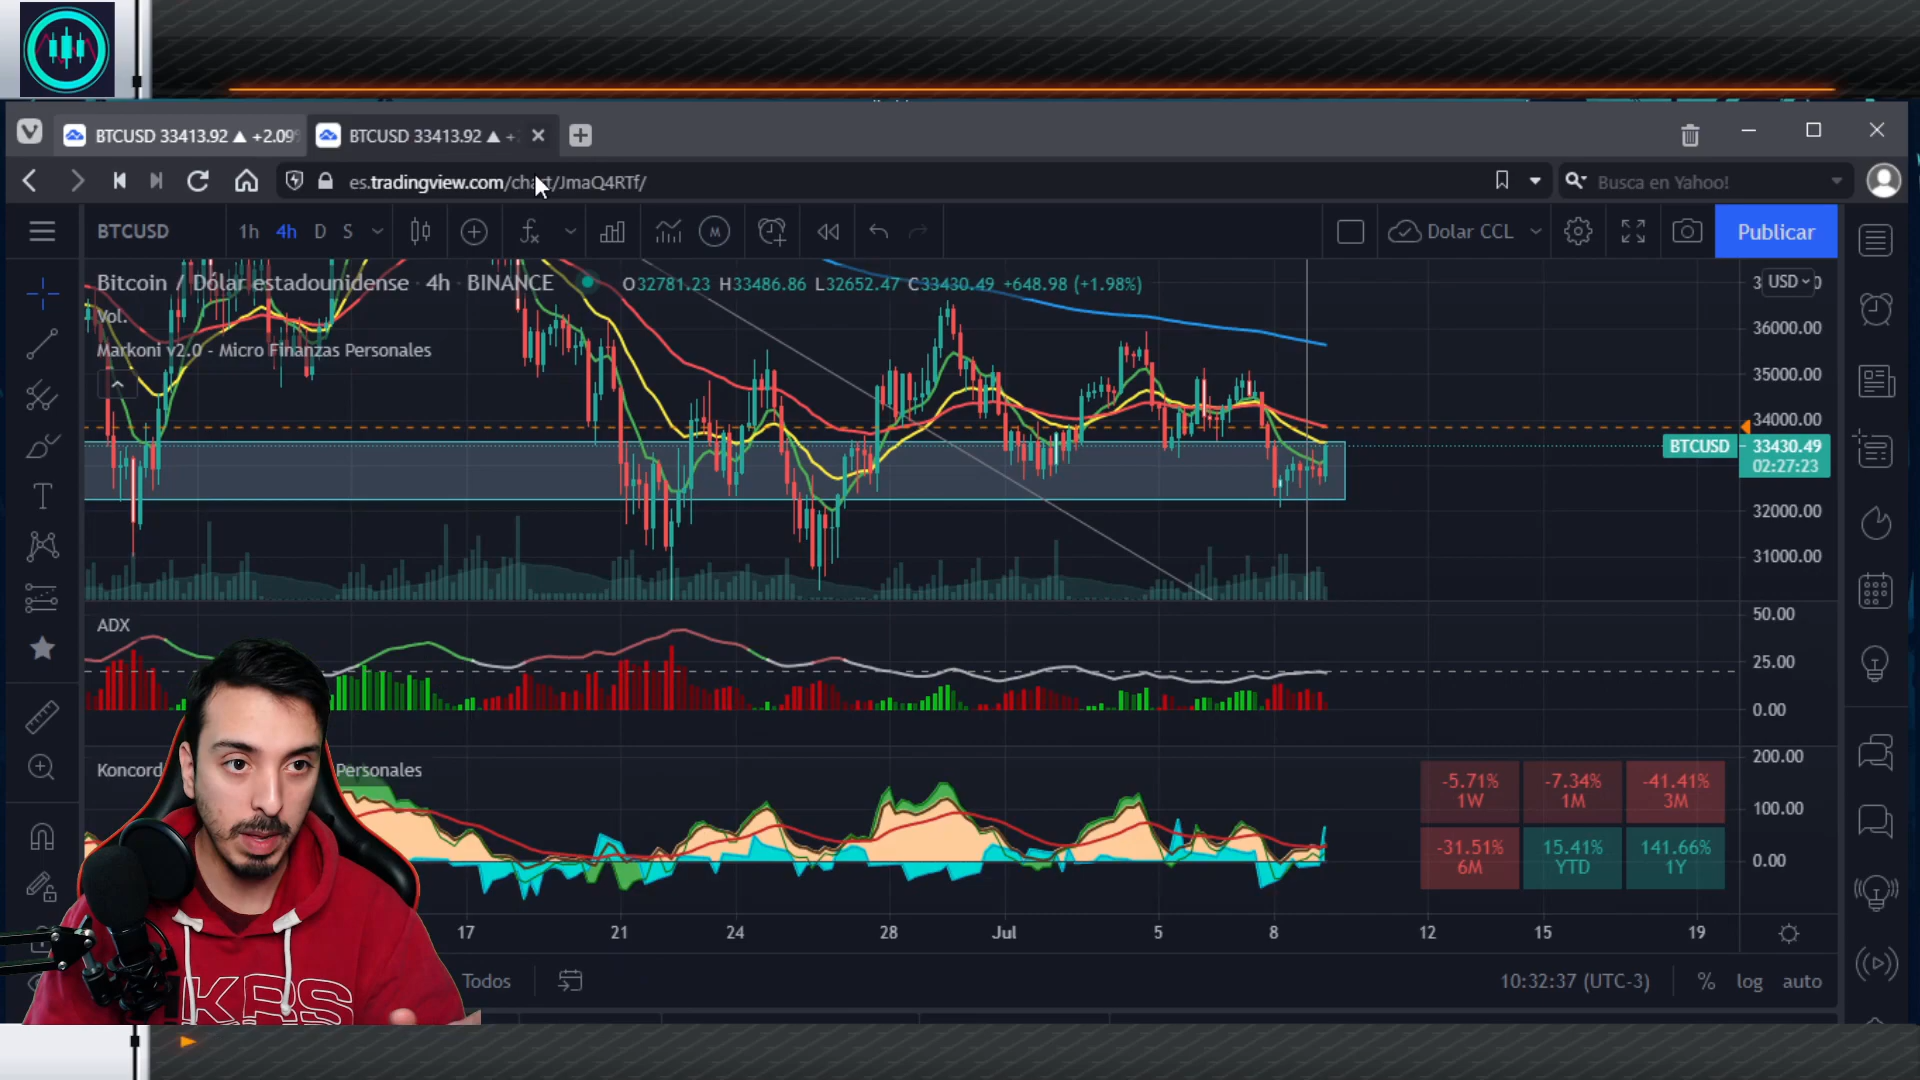 BTCUSD 33413.92 ▲ +2.09%
BTCUSD 33413.92 ▲ +
es.tradingview.com/chart/JmaQ4RTf/
Busca en Yahoo!
BTCUSD
1h 4h D S
M
Dolar CCL
Publicar
Bitcoin / Dólar estadounidense · 4h · BINANCE
O32781.23 H33486.86 L32652.47 C33430.49 +648.98 (+1.98%)
USD
Vol.
Markoni v2.0 - Micro Finanzas Personales
36000.00
35000.00
34000.00
BTCUSD
33430.49
02:27:23
32000.00
31000.00
ADX
50.00
25.00
0.00
Personales
200.00
100.00
0.00
-5.71%
1W
-7.34%
1M
-41.41%
3M
-31.51%
6M
15.41%
YTD
141.66%
1Y
17 21 24 28 Jul 5 8 12 15 19
Todos
10:32:37 (UTC-3)
% log auto
KRS